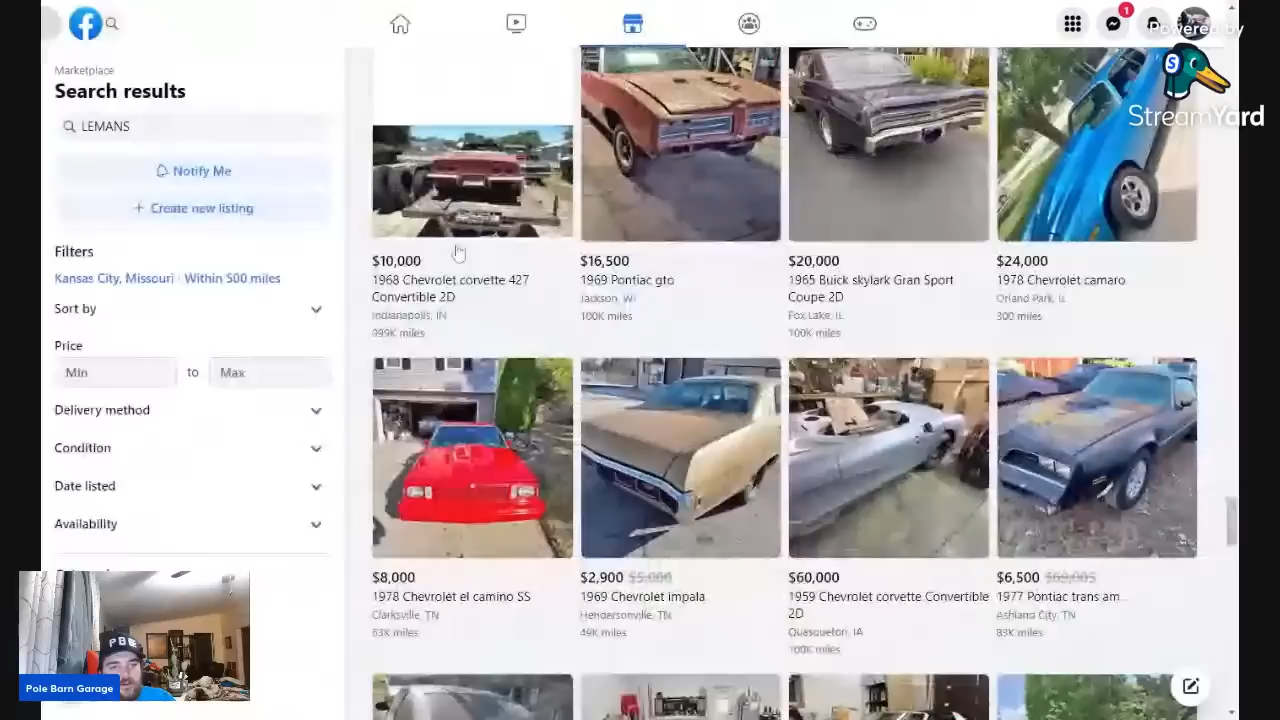 1
Powered by
StreamYard
Marketplace
Search results
LEMANS
Notify Me
+ Create new listing
Filters
Kansas City, Missouri · Within 500 miles
Sort by
Price
Min to Max
Delivery method
Condition
Date listed
Availability
$10,000
1968 Chevrolet corvette 427
Convertible 2D
Indianapolis, IN
999K miles
$16,500
1969 Pontiac gto
Jackson, WI
100K miles
$20,000
1965 Buick skylark Gran Sport
Coupe 2D
Fox Lake, IL
100K miles
$24,000
1978 Chevrolet camaro
Orland Park, IL
300 miles
$8,000
1978 Chevrolet el camino SS
Clarksville, TN
63K miles
$2,900 $5,000
1969 Chevrolet impala
Hendersonville, TN
49K miles
$60,000
1959 Chevrolet corvette Convertible
2D
Quasqueton, IA
100K miles
$6,500
1977 Pontiac trans am...
Ashland City, TN
83K miles
PBG
Pole Barn Garage